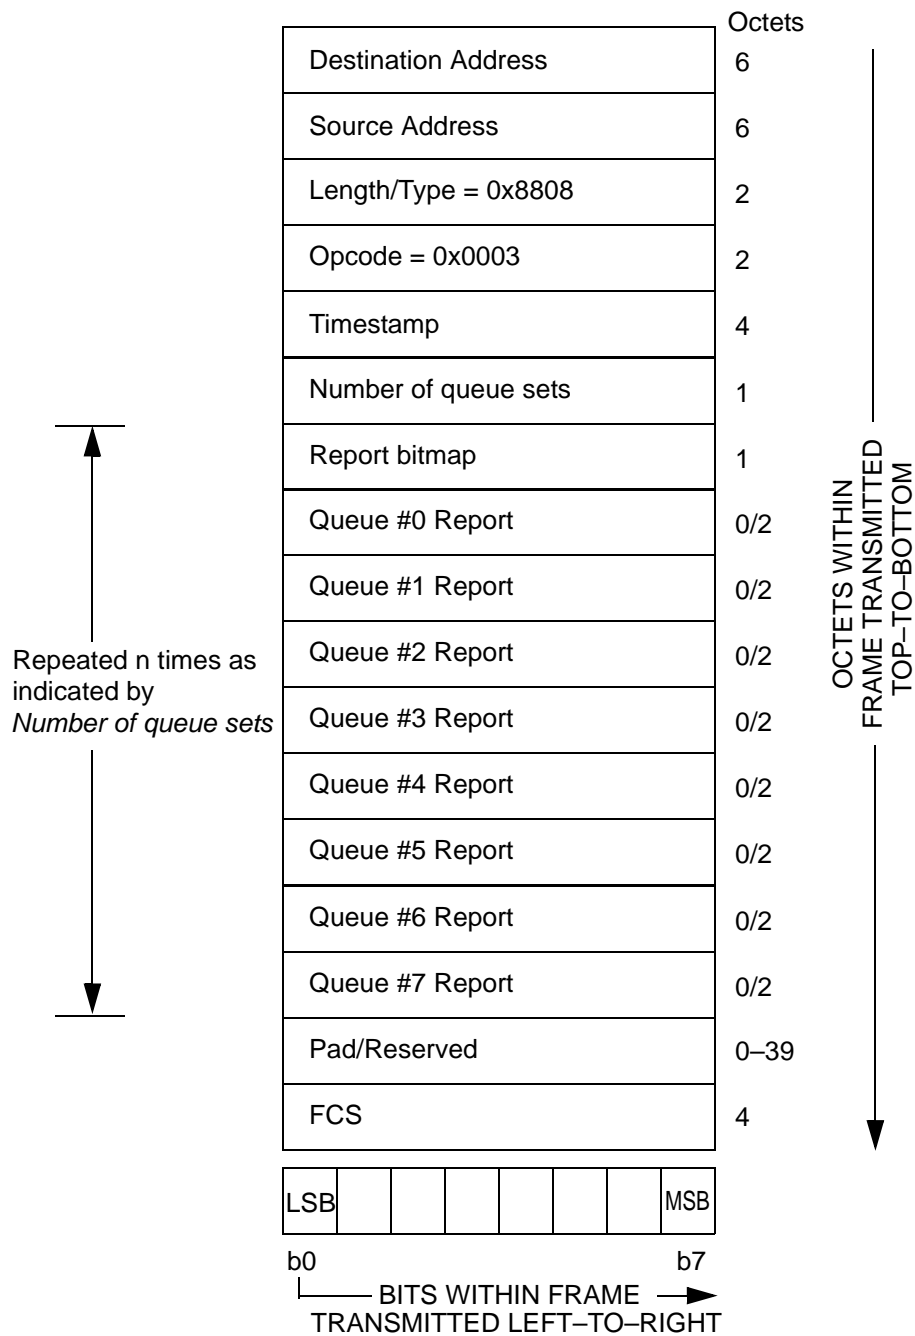 Octets
Destination Address 6
Source Address 6
Length/Type = 0x8808 2
Opcode = 0x0003 2
Timestamp 4
Number of queue sets 1
Report bitmap 1
Queue #0 Report 0/2
Queue #1 Report 0/2
Queue #2 Report 0/2
Queue #3 Report 0/2
Queue #4 Report 0/2
Queue #5 Report 0/2
Queue #6 Report 0/2
Queue #7 Report 0/2
Pad/Reserved 0–39
FCS 4
Repeated n times as
indicated by
Number of queue sets
OCTETS WITHIN
FRAME TRANSMITTED
TOP–TO–BOTTOM
LSB MSB
b0 b7
BITS WITHIN FRAME
TRANSMITTED LEFT–TO–RIGHT